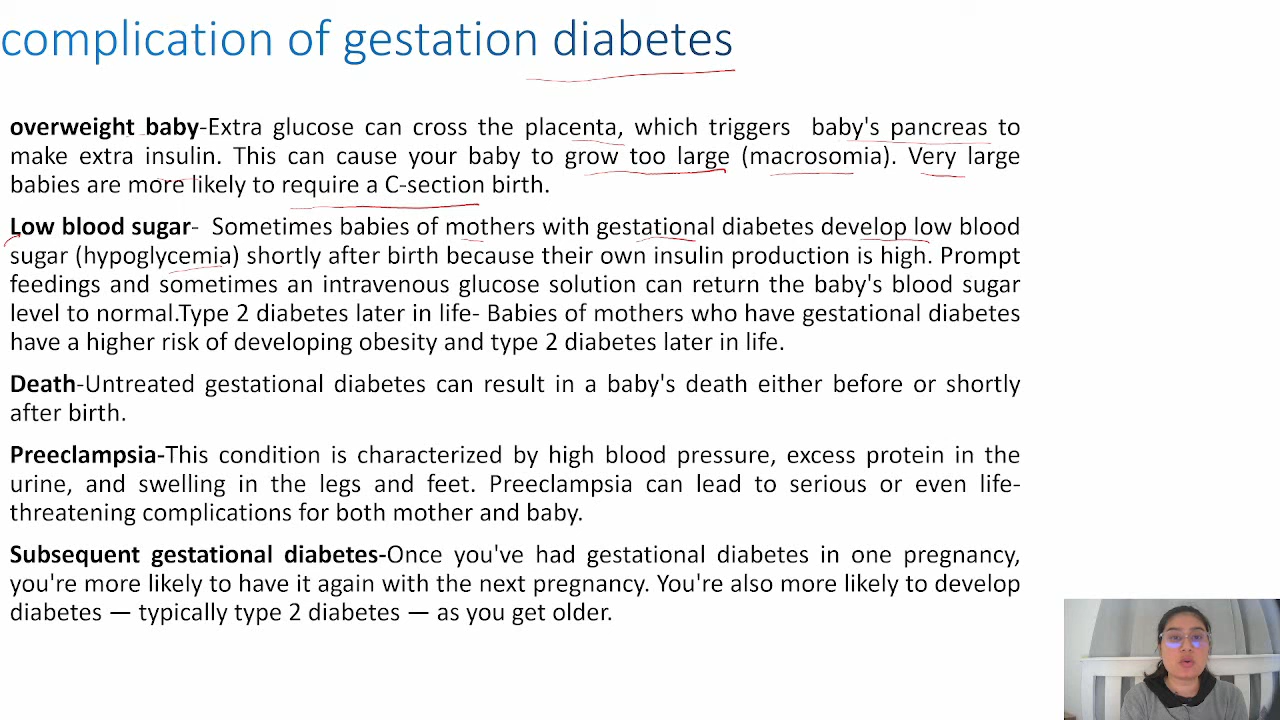 complication of gestation diabetes
overweight baby-Extra glucose can cross the placenta, which triggers baby's pancreas to
make extra insulin. This can cause your baby to grow too large (macrosomia). Very large
babies are more likely to require a C-section birth.
Low blood sugar- Sometimes babies of mothers with gestational diabetes develop low blood
sugar (hypoglycemia) shortly after birth because their own insulin production is high. Prompt
feedings and sometimes an intravenous glucose solution can return the baby's blood sugar
level to normal.Type 2 diabetes later in life- Babies of mothers who have gestational diabetes
have a higher risk of developing obesity and type 2 diabetes later in life.
Death-Untreated gestational diabetes can result in a baby's death either before or shortly
after birth.
Preeclampsia-This condition is characterized by high blood pressure, excess protein in the
urine, and swelling in the legs and feet. Preeclampsia can lead to serious or even life-
threatening complications for both mother and baby.
Subsequent gestational diabetes-Once you've had gestational diabetes in one pregnancy,
you're more likely to have it again with the next pregnancy. You're also more likely to develop
diabetes — typically type 2 diabetes — as you get older.